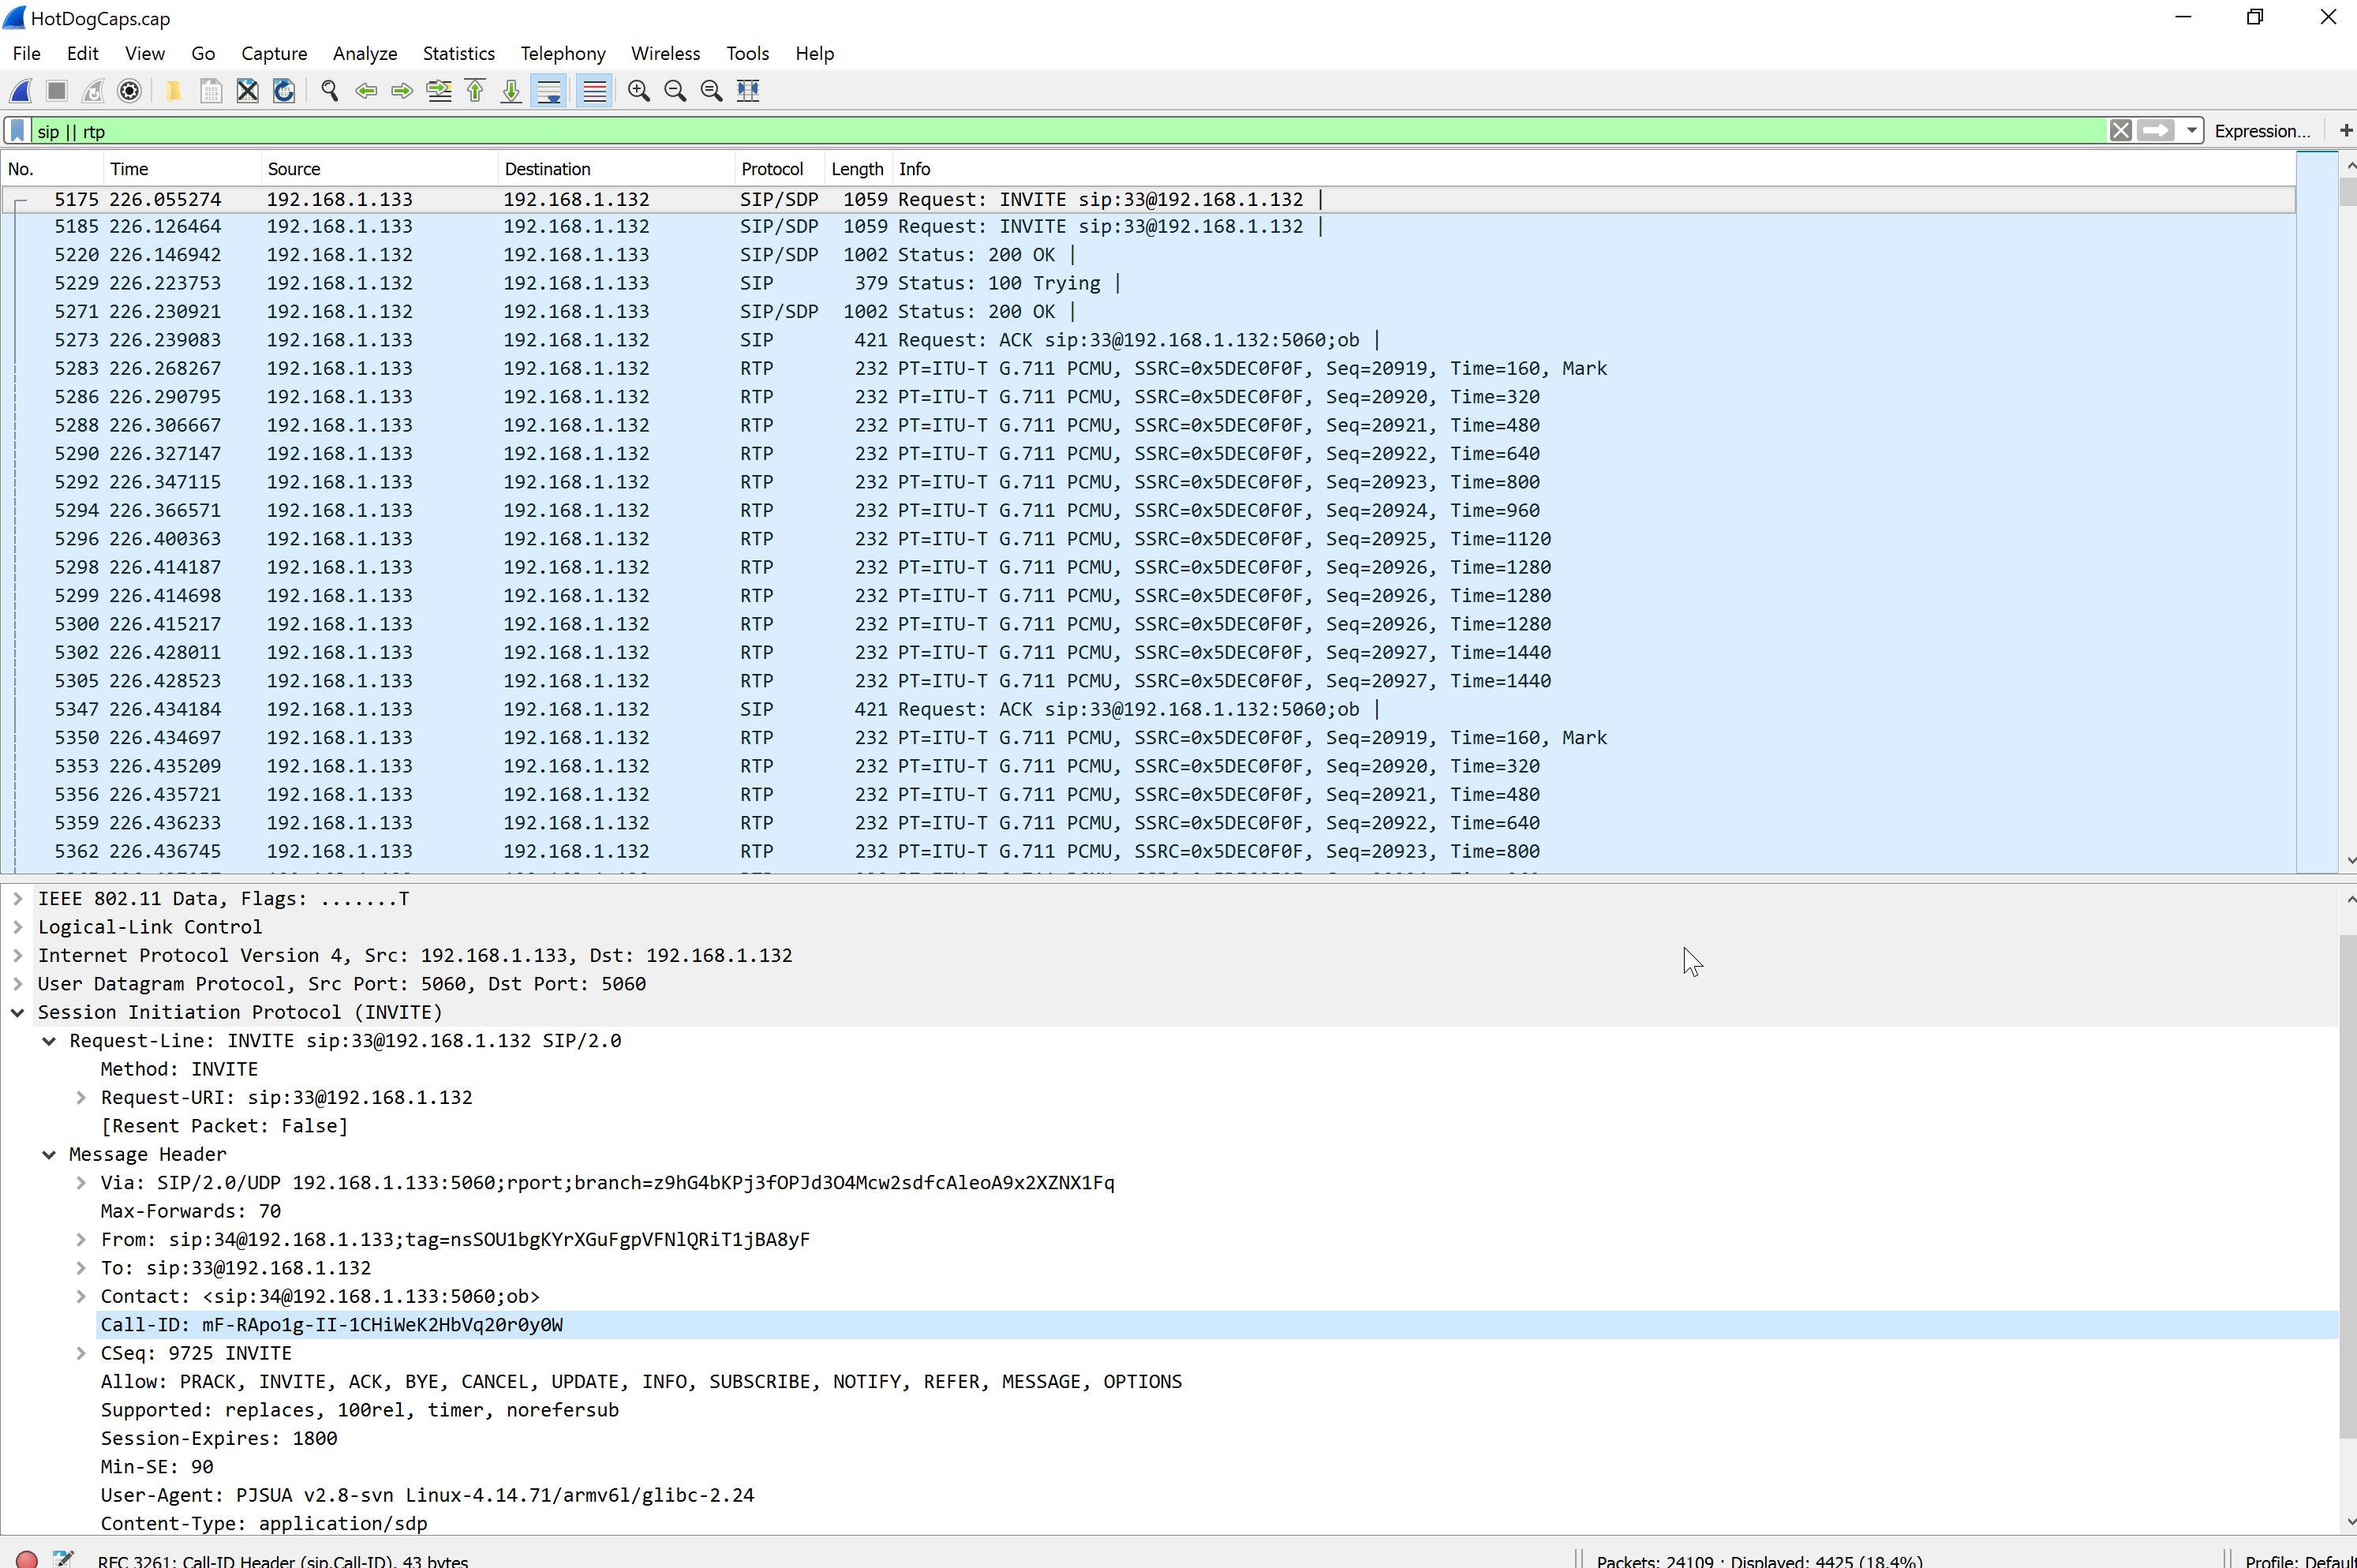 HotDogCaps.cap
File Edit View Go Capture Analyze Statistics Telephony Wireless Tools Help
sip || rtp Expression... +
No. Time Source Destination Protocol Length Info
5175 226.055274 192.168.1.133 192.168.1.132 SIP/SDP 1059 Request: INVITE sip:33@192.168.1.132 |
5185 226.126464 192.168.1.133 192.168.1.132 SIP/SDP 1059 Request: INVITE sip:33@192.168.1.132 |
5220 226.146942 192.168.1.132 192.168.1.133 SIP/SDP 1002 Status: 200 OK |
5229 226.223753 192.168.1.132 192.168.1.133 SIP 379 Status: 100 Trying |
5271 226.230921 192.168.1.132 192.168.1.133 SIP/SDP 1002 Status: 200 OK |
5273 226.239083 192.168.1.133 192.168.1.132 SIP 421 Request: ACK sip:33@192.168.1.132:5060;ob |
5283 226.268267 192.168.1.133 192.168.1.132 RTP 232 PT=ITU-T G.711 PCMU, SSRC=0x5DEC0F0F, Seq=20919, Time=160, Mark
5286 226.290795 192.168.1.133 192.168.1.132 RTP 232 PT=ITU-T G.711 PCMU, SSRC=0x5DEC0F0F, Seq=20920, Time=320
5288 226.306667 192.168.1.133 192.168.1.132 RTP 232 PT=ITU-T G.711 PCMU, SSRC=0x5DEC0F0F, Seq=20921, Time=480
5290 226.327147 192.168.1.133 192.168.1.132 RTP 232 PT=ITU-T G.711 PCMU, SSRC=0x5DEC0F0F, Seq=20922, Time=640
5292 226.347115 192.168.1.133 192.168.1.132 RTP 232 PT=ITU-T G.711 PCMU, SSRC=0x5DEC0F0F, Seq=20923, Time=800
5294 226.366571 192.168.1.133 192.168.1.132 RTP 232 PT=ITU-T G.711 PCMU, SSRC=0x5DEC0F0F, Seq=20924, Time=960
5296 226.400363 192.168.1.133 192.168.1.132 RTP 232 PT=ITU-T G.711 PCMU, SSRC=0x5DEC0F0F, Seq=20925, Time=1120
5298 226.414187 192.168.1.133 192.168.1.132 RTP 232 PT=ITU-T G.711 PCMU, SSRC=0x5DEC0F0F, Seq=20926, Time=1280
5299 226.414698 192.168.1.133 192.168.1.132 RTP 232 PT=ITU-T G.711 PCMU, SSRC=0x5DEC0F0F, Seq=20926, Time=1280
5300 226.415217 192.168.1.133 192.168.1.132 RTP 232 PT=ITU-T G.711 PCMU, SSRC=0x5DEC0F0F, Seq=20926, Time=1280
5302 226.428011 192.168.1.133 192.168.1.132 RTP 232 PT=ITU-T G.711 PCMU, SSRC=0x5DEC0F0F, Seq=20927, Time=1440
5305 226.428523 192.168.1.133 192.168.1.132 RTP 232 PT=ITU-T G.711 PCMU, SSRC=0x5DEC0F0F, Seq=20927, Time=1440
5347 226.434184 192.168.1.133 192.168.1.132 SIP 421 Request: ACK sip:33@192.168.1.132:5060;ob |
5350 226.434697 192.168.1.133 192.168.1.132 RTP 232 PT=ITU-T G.711 PCMU, SSRC=0x5DEC0F0F, Seq=20919, Time=160, Mark
5353 226.435209 192.168.1.133 192.168.1.132 RTP 232 PT=ITU-T G.711 PCMU, SSRC=0x5DEC0F0F, Seq=20920, Time=320
5356 226.435721 192.168.1.133 192.168.1.132 RTP 232 PT=ITU-T G.711 PCMU, SSRC=0x5DEC0F0F, Seq=20921, Time=480
5359 226.436233 192.168.1.133 192.168.1.132 RTP 232 PT=ITU-T G.711 PCMU, SSRC=0x5DEC0F0F, Seq=20922, Time=640
5362 226.436745 192.168.1.133 192.168.1.132 RTP 232 PT=ITU-T G.711 PCMU, SSRC=0x5DEC0F0F, Seq=20923, Time=800
IEEE 802.11 Data, Flags: .......T
Logical-Link Control
Internet Protocol Version 4, Src: 192.168.1.133, Dst: 192.168.1.132
User Datagram Protocol, Src Port: 5060, Dst Port: 5060
Session Initiation Protocol (INVITE)
Request-Line: INVITE sip:33@192.168.1.132 SIP/2.0
Method: INVITE
Request-URI: sip:33@192.168.1.132
[Resent Packet: False]
Message Header
Via: SIP/2.0/UDP 192.168.1.133:5060;rport;branch=z9hG4bKPj3fOPJd3O4Mcw2sdfcAleoA9x2XZNX1Fq
Max-Forwards: 70
From: sip:34@192.168.1.133;tag=nsSOU1bgKYrXGuFgpVFNlQRiT1jBA8yF
To: sip:33@192.168.1.132
Contact: <sip:34@192.168.1.133:5060;ob>
Call-ID: mF-RApo1g-II-1CHiWeK2HbVq20r0y0W
CSeq: 9725 INVITE
Allow: PRACK, INVITE, ACK, BYE, CANCEL, UPDATE, INFO, SUBSCRIBE, NOTIFY, REFER, MESSAGE, OPTIONS
Supported: replaces, 100rel, timer, norefersub
Session-Expires: 1800
Min-SE: 90
User-Agent: PJSUA v2.8-svn Linux-4.14.71/armv6l/glibc-2.24
Content-Type: application/sdp
RFC 3261: Call-ID Header (sip.Call-ID), 43 bytes Packets: 24109 · Displayed: 4425 (18.4%) Profile: Default